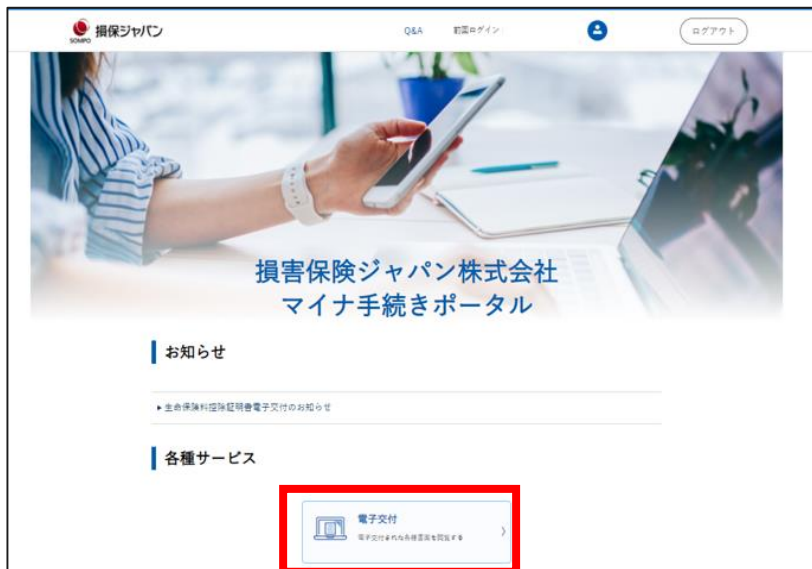 SOMPO
損保ジャパン
Q&A
前回ログイン
ログアウト
損害保険ジャパン株式会社
マイナ手続きポータル
お知らせ
▶ 生命保険料控除証明書電子交付のお知らせ
各種サービス
電子交付
電子交付された各種書面を閲覧する